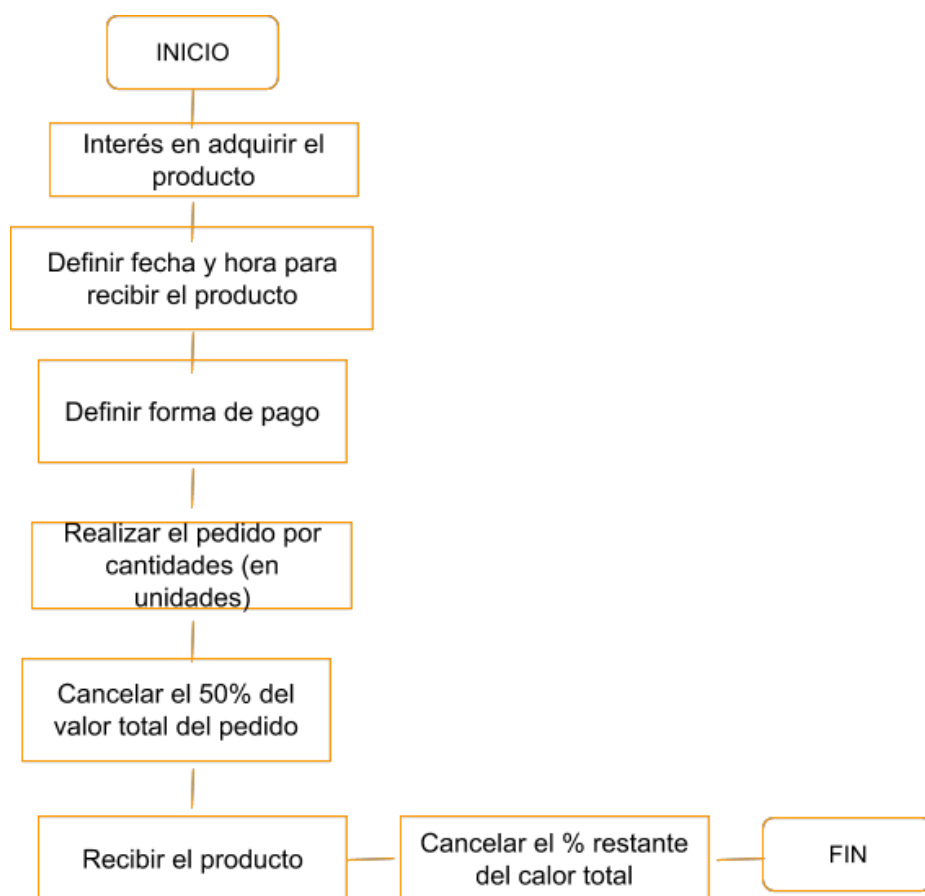 INICIO
Interés en adquirir el
producto
Definir fecha y hora para
recibir el producto
Definir forma de pago
Realizar el pedido por
cantidades (en
unidades)
Cancelar el 50% del
valor total del pedido
Recibir el producto
Cancelar el % restante
del calor total
FIN